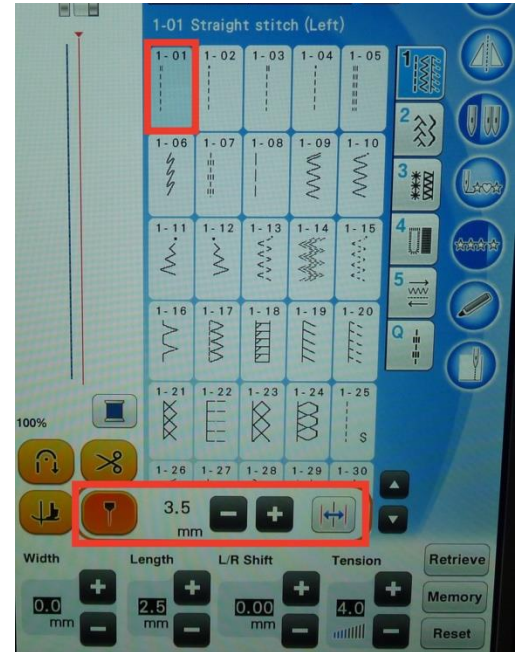 1-01 Straight stitch (Left)
1-01 1-02 1-03 1-04 1-05
1
2
1-06 1-07 1-08 1-09 1-10
3
1-11 1-12 1-13 1-14 1-15
4
5
1-16 1-17 1-18 1-19 1-20
Q
1-21 1-22 1-23 1-24 1-25
S
100%
1-26 1-27 1-28 1-29 1-30
3.5
mm
Width Length L/R Shift Tension Retrieve
Memory
0.0 2.5 0.00 4.0
mm mm mm
Reset